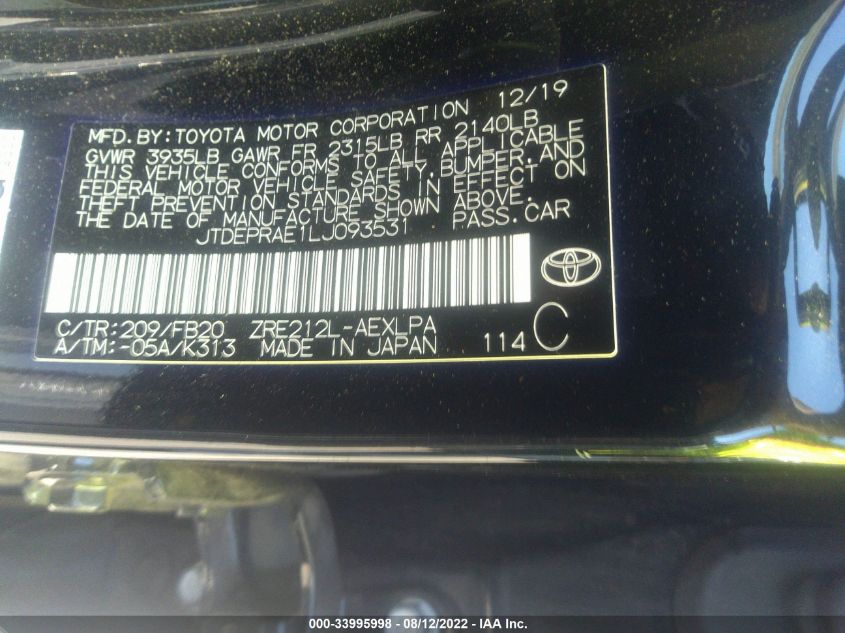 MFD. BY: TOYOTA MOTOR CORPORATION 12/19
GVWR 3935LB GAWR FR 2315LB RR 2140LB
THIS VEHICLE CONFORMS TO ALL APPLICABLE
FEDERAL MOTOR VEHICLE SAFETY, BUMPER, AND
THEFT PREVENTION STANDARDS IN EFFECT ON
THE DATE OF MANUFACTURE SHOWN ABOVE.
JTDEPRAE1LJ093531 PASS.CAR
C/TR:209/FB20 ZRE212L-AEXLPA
A/TM:-05A/K313 MADE IN JAPAN 114 C
000-33995998 - 08/12/2022 - IAA Inc.